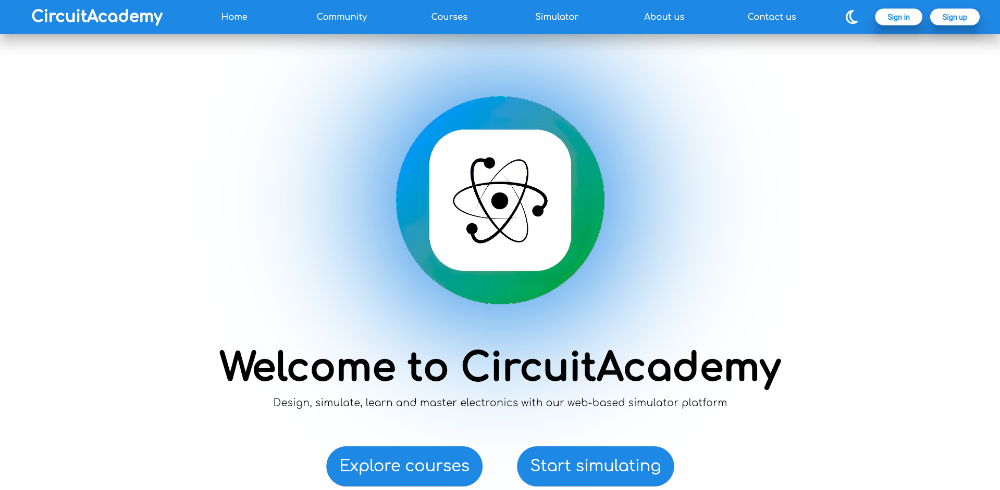 CircuitAcademy Home Community Courses Simulator About us Contact us Sign in Sign up
Welcome to CircuitAcademy
Design, simulate, learn and master electronics with our web-based simulator platform
Explore courses Start simulating